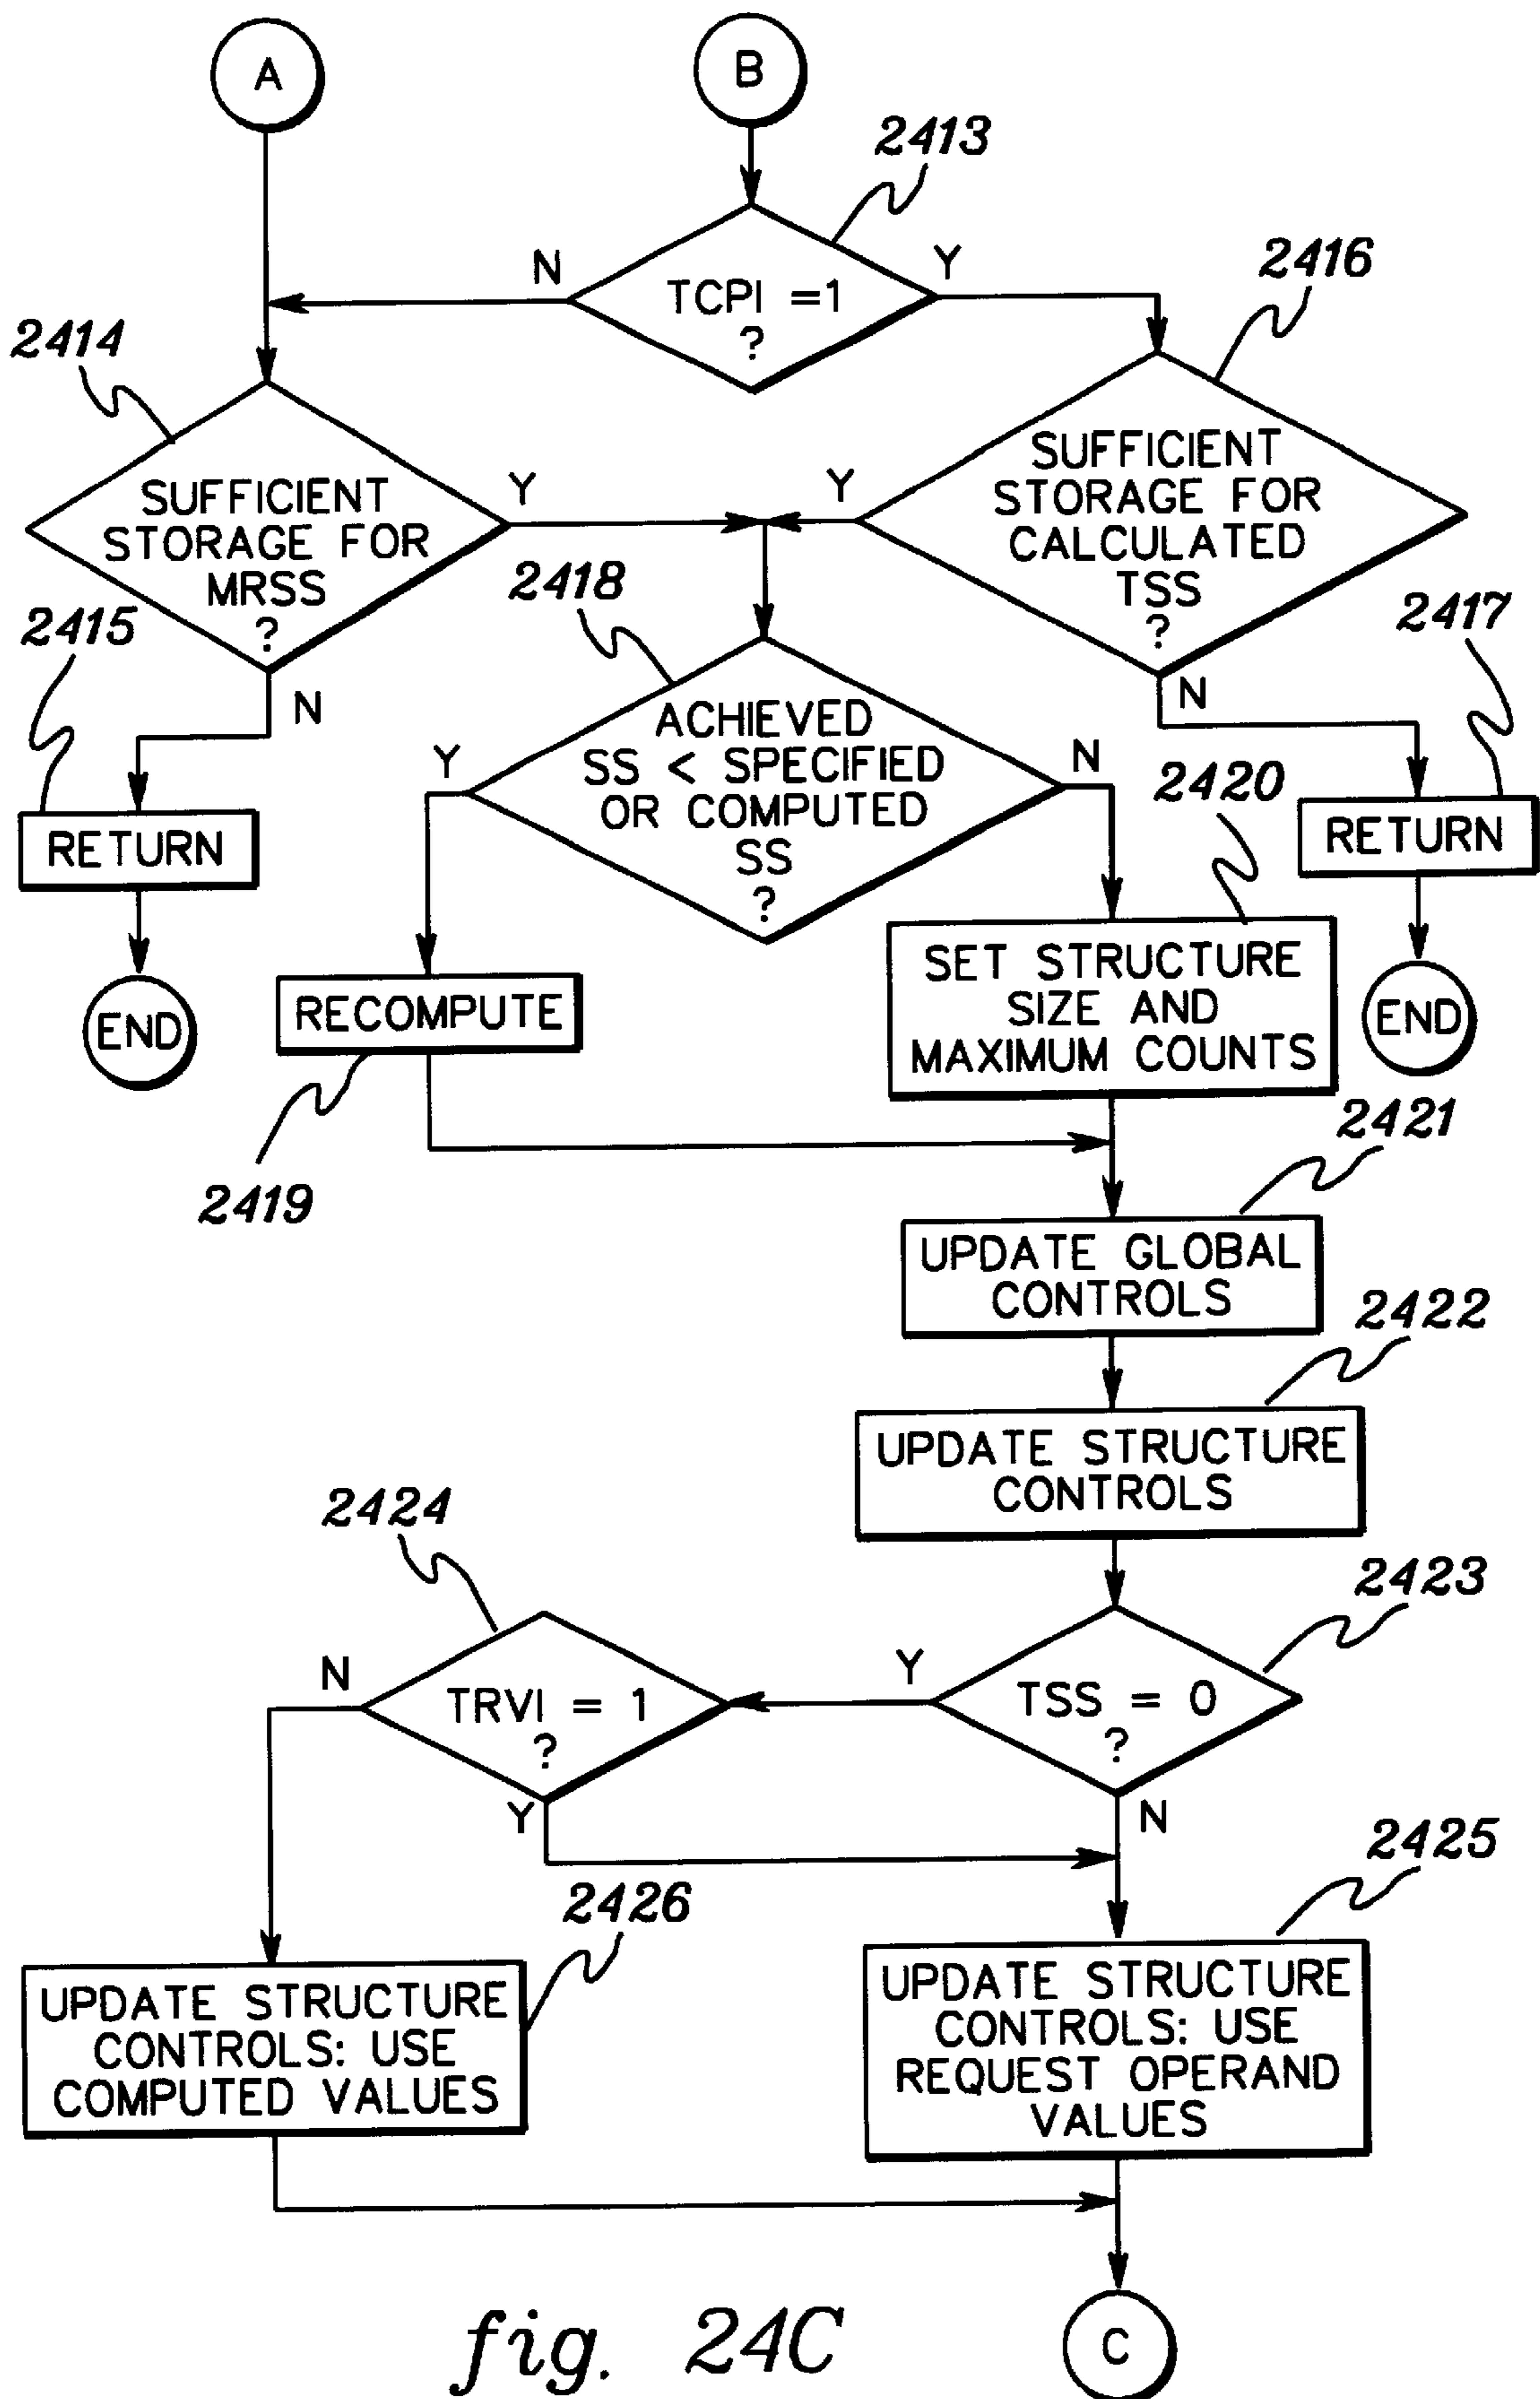 A
B
2413
N
TCPI =1
?
Y
2416
2414
SUFFICIENT
STORAGE FOR
MRSS
?
Y
Y
SUFFICIENT
STORAGE FOR
CALCULATED
TSS
?
2415
2418
2417
N
N
ACHIEVED
SS < SPECIFIED
OR COMPUTED
SS
?
Y
N
2420
RETURN
RETURN
END
RECOMPUTE
SET STRUCTURE
SIZE AND
MAXIMUM COUNTS
END
2419
2421
UPDATE GLOBAL
CONTROLS
2422
UPDATE STRUCTURE
CONTROLS
2424
2423
N
TRVI = 1
?
Y
Y
TSS = 0
?
N
2425
2426
UPDATE STRUCTURE
CONTROLS: USE
COMPUTED VALUES
UPDATE STRUCTURE
CONTROLS: USE
REQUEST OPERAND
VALUES
C
fig. 24C